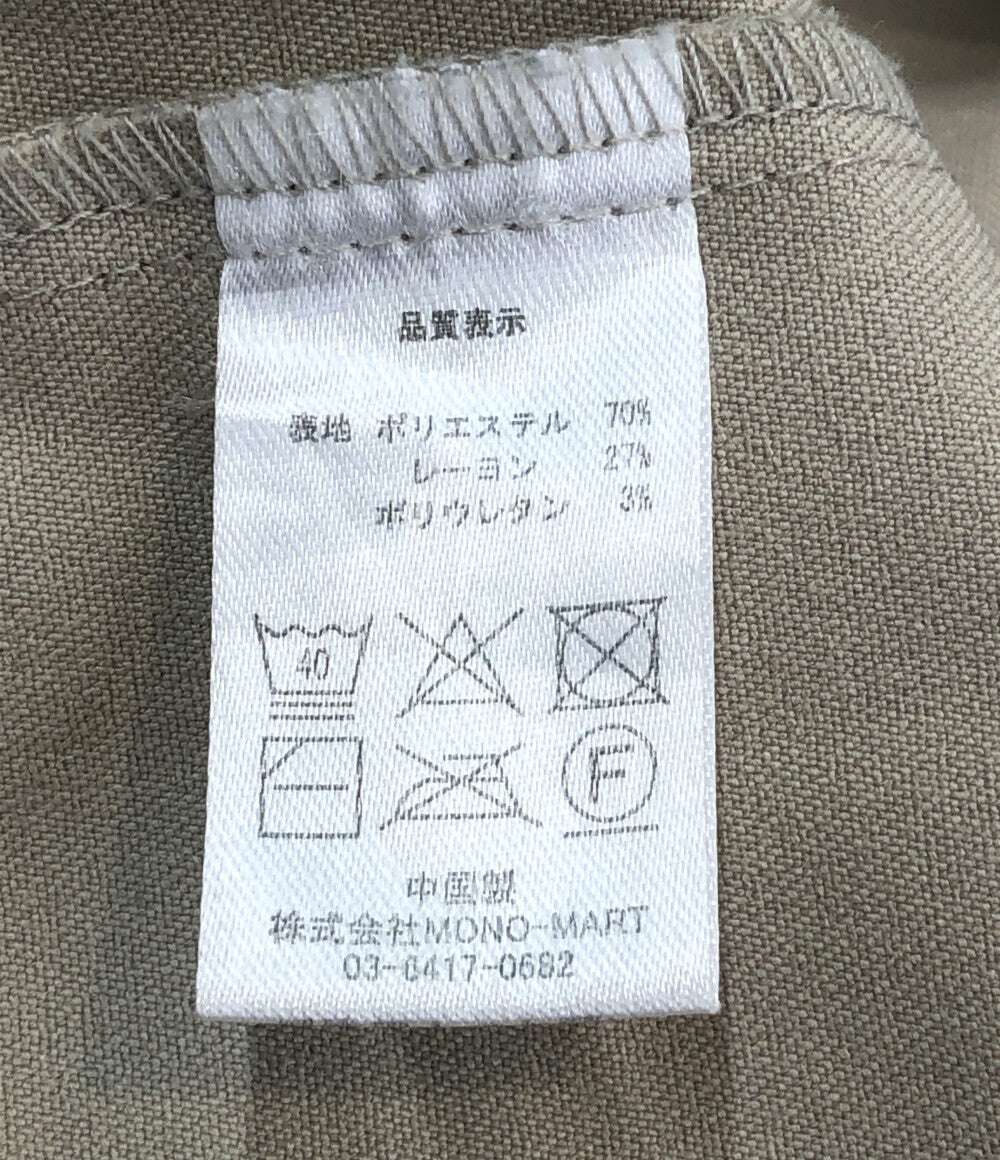 品質表示
表地 ポリエステル 70%
レーヨン 27%
ポリウレタン 3%
40
F
中国製
株式会社MONO-MART
03-6417-0682